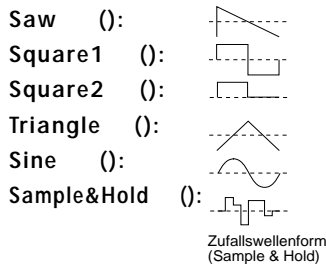 Saw ():
Square1 ():
Square2 ():
Triangle ():
Sine ():
Sample&Hold ():
Zufallswellenform
(Sample & Hold)